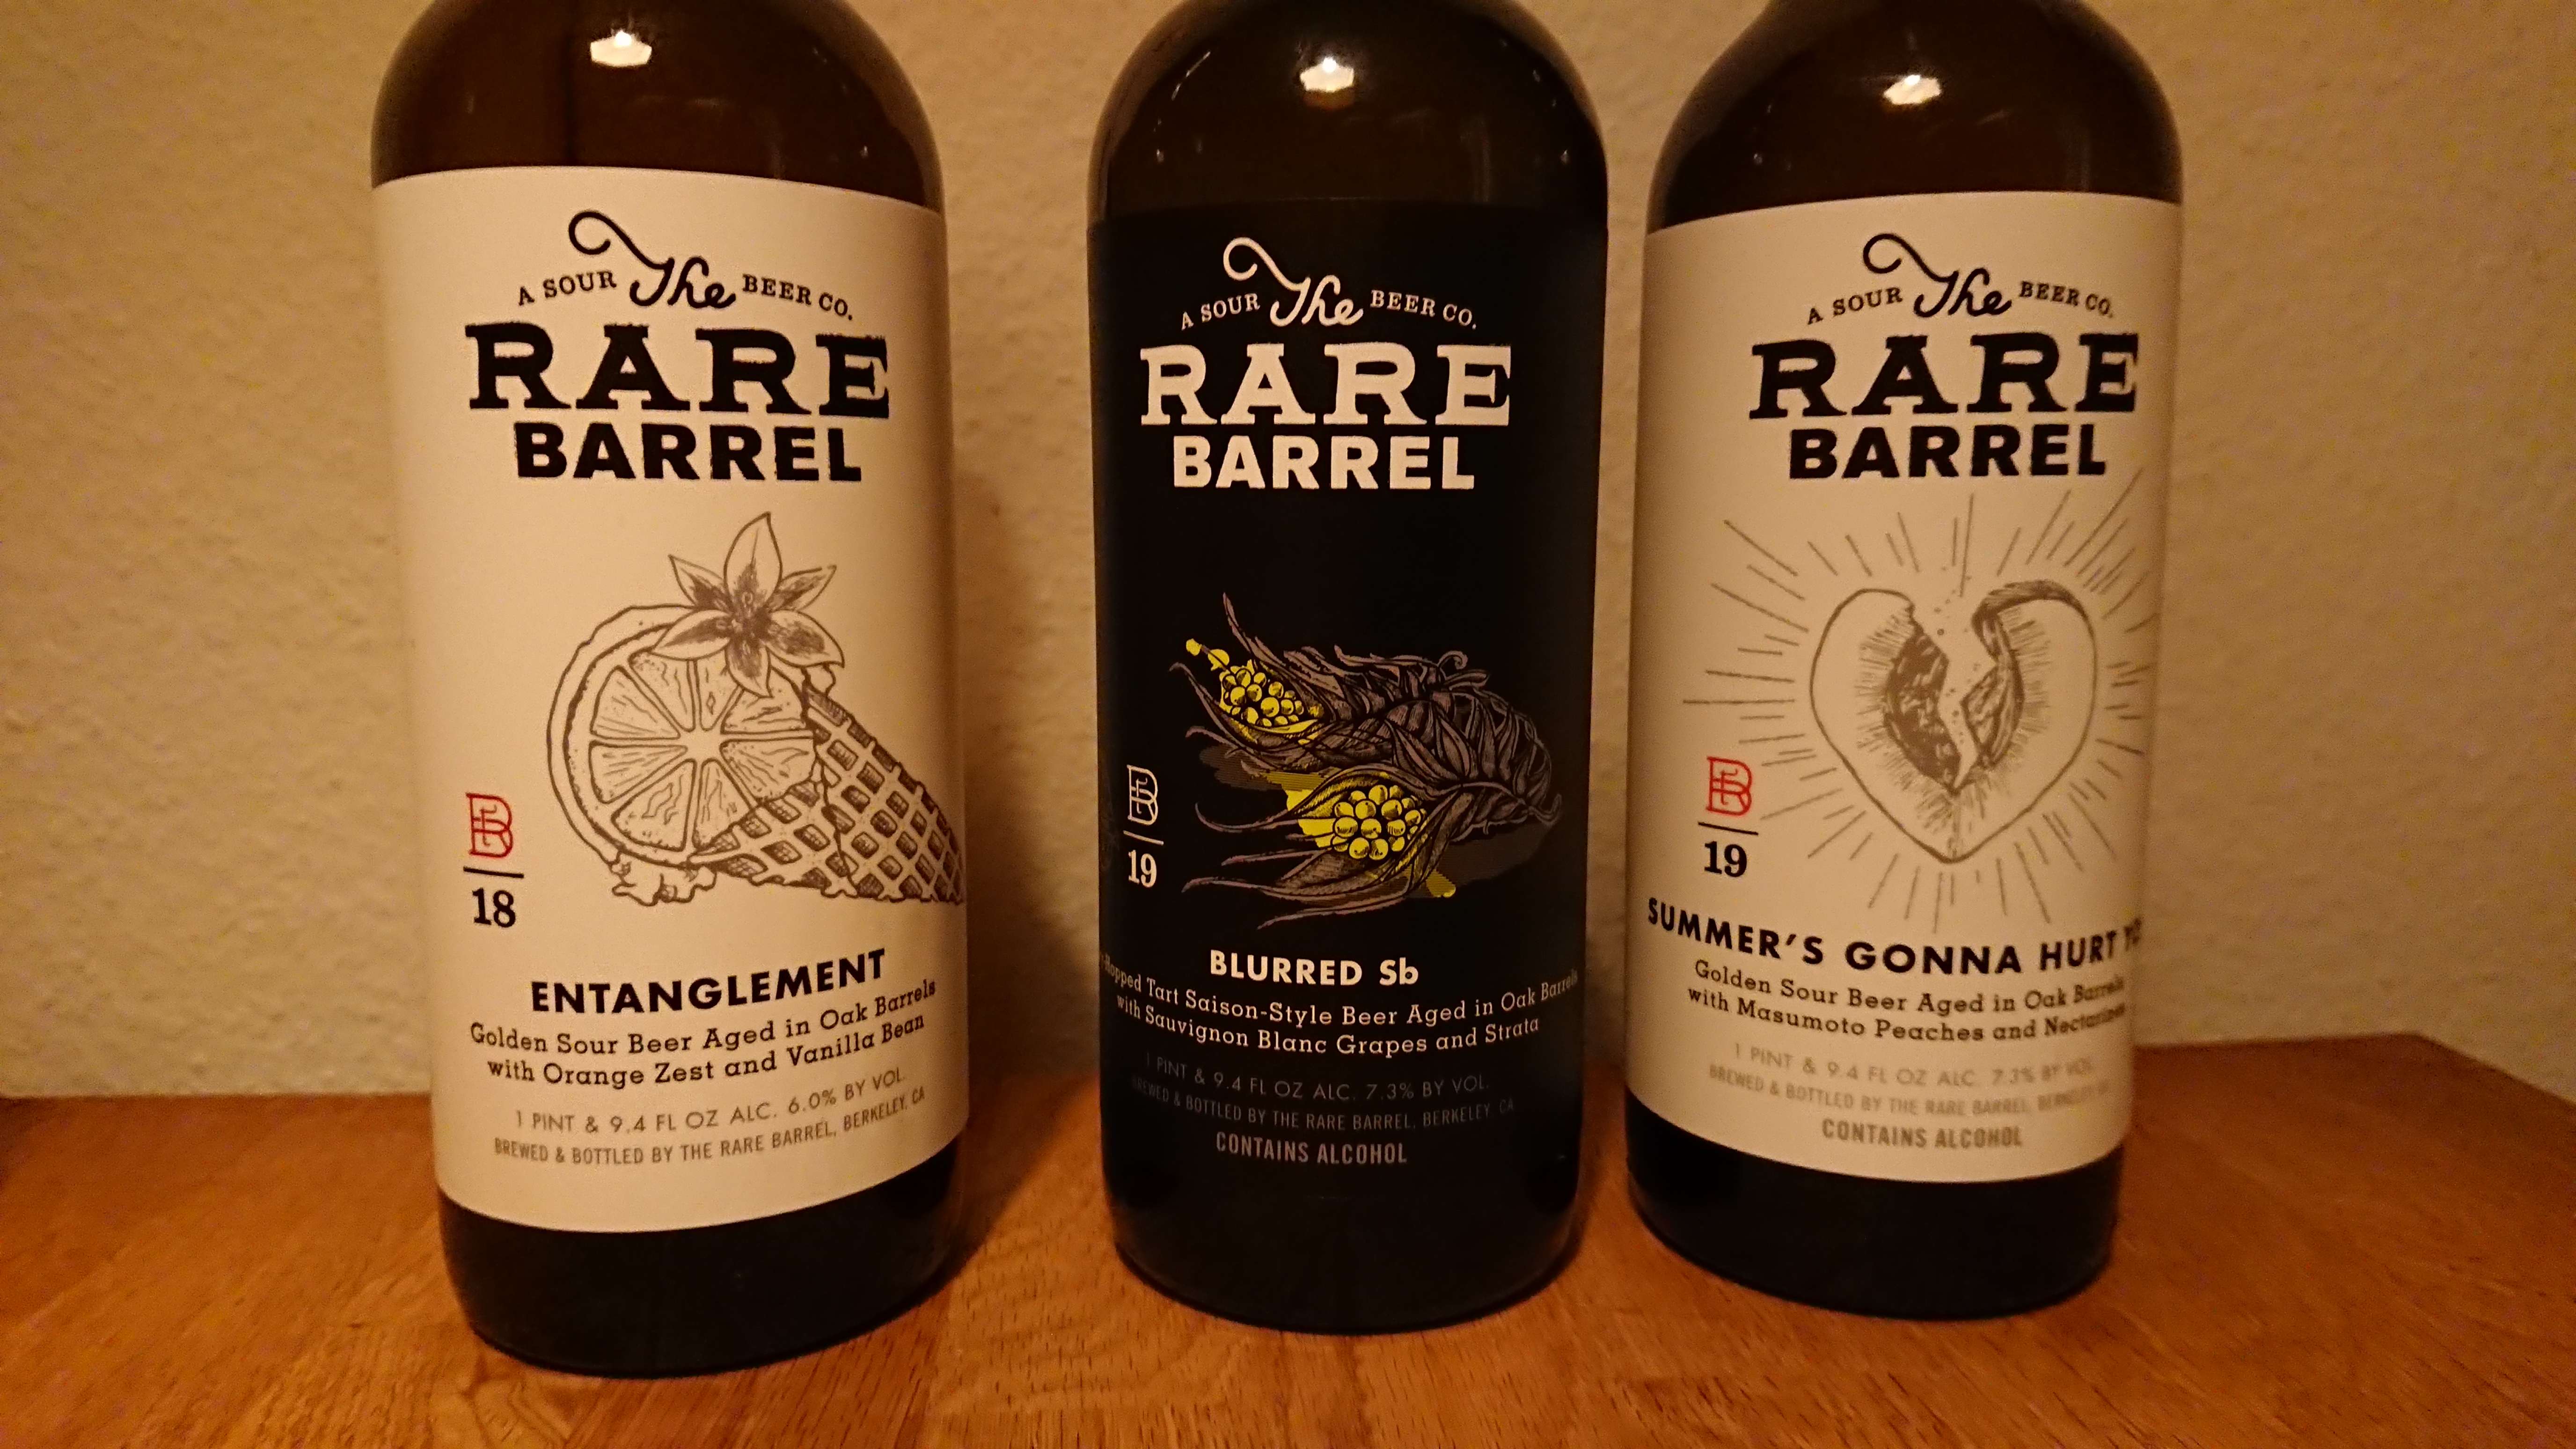 A SOUR The BEER CO.
RARE
BARREL
18
ENTANGLEMENT
Golden Sour Beer Aged in Oak Barrels
with Orange Zest and Vanilla Bean
1 PINT & 9.4 FL OZ ALC. 6.0% BY VOL.
BREWED & BOTTLED BY THE RARE BARREL, BERKELEY, CA
A SOUR The BEER CO.
RARE
BARREL
19
BLURRED Sb
Tart Saison-Style Beer Aged in Oak Barrels
with Sauvignon Blanc Grapes and Strata
1 PINT & 9.4 FL OZ ALC. 7.3% BY VOL.
BREWED & BOTTLED BY THE RARE BARREL, BERKELEY, CA
CONTAINS ALCOHOL
A SOUR The BEER CO.
RARE
BARREL
19
SUMMER'S GONNA HURT
Golden Sour Beer Aged in Oak Barrels
with Masumoto Peaches and Nectarines
1 PINT & 9.4 FL OZ ALC. 7.3% BY VOL.
BREWED & BOTTLED BY THE RARE BARREL, BERKELEY,
CONTAINS ALCOHOL